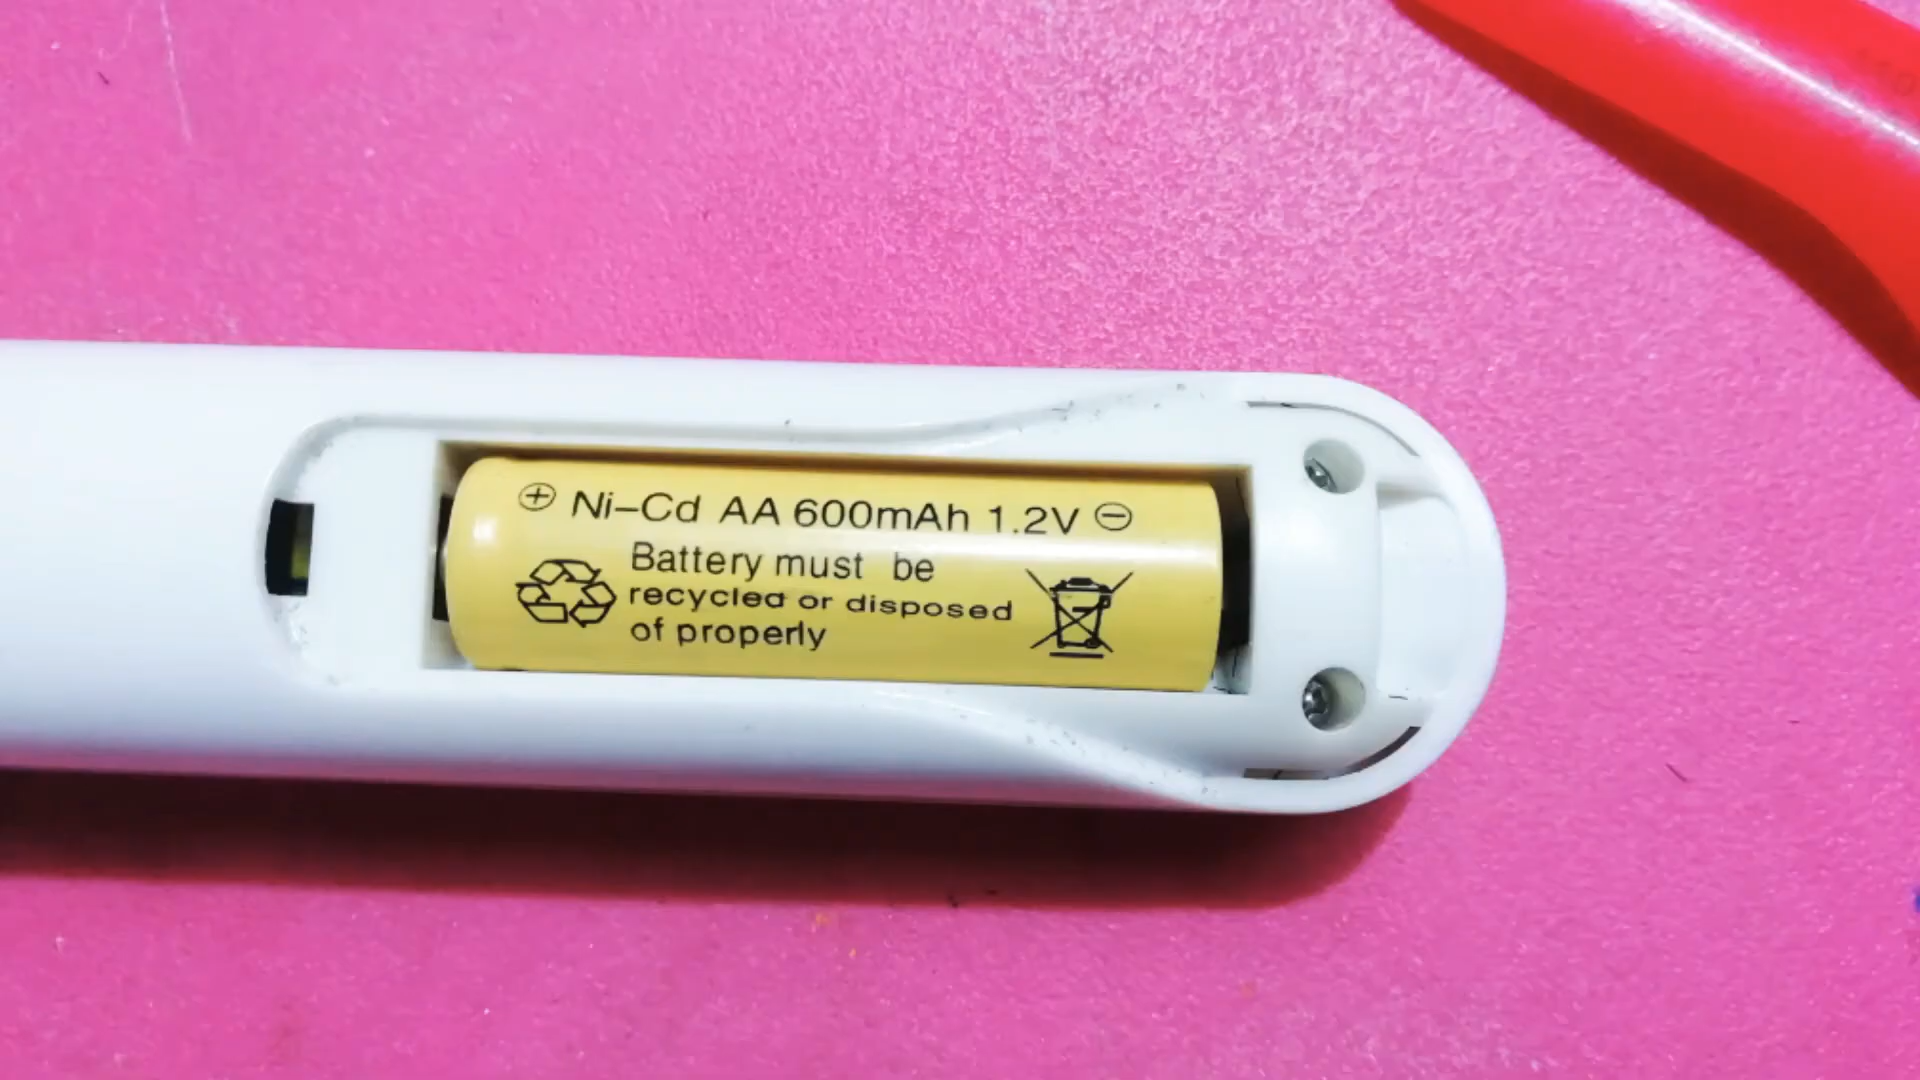 ⊕ Ni-Cd AA 600mAh 1.2V ⊖
Battery must be
recycled or disposed
of properly